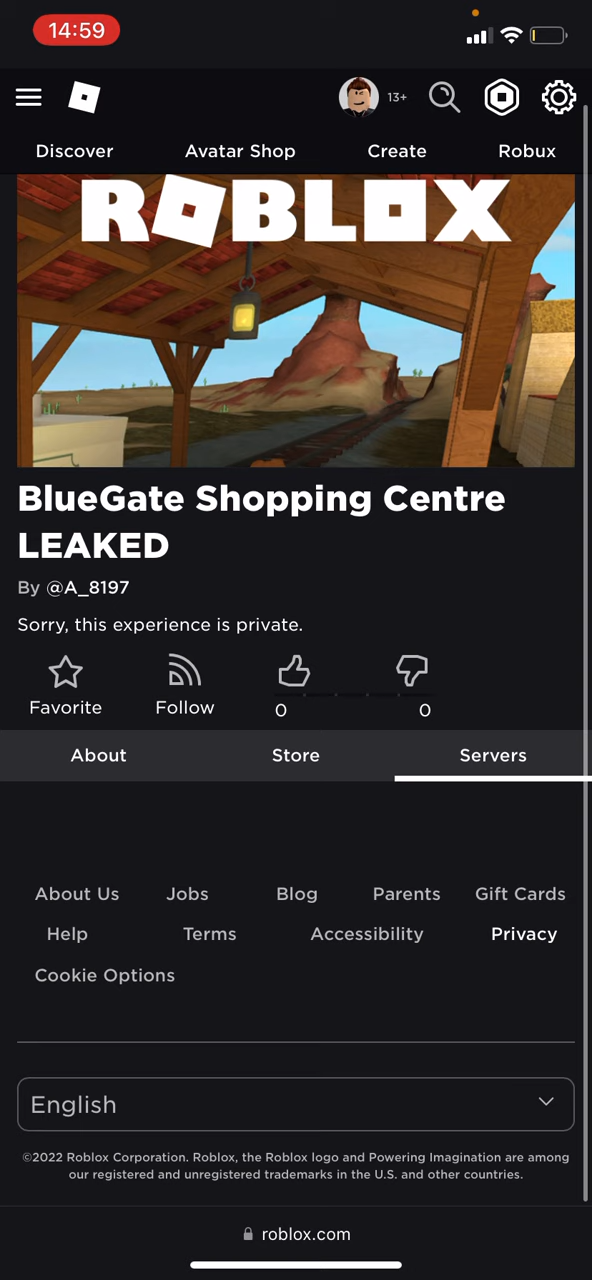 14:59
13+
Discover Avatar Shop Create Robux
ROBLOX
BlueGate Shopping Centre
LEAKED
By @A_8197
Sorry, this experience is private.
Favorite Follow 0 0
About Store Servers
About Us Jobs Blog Parents Gift Cards
Help Terms Accessibility Privacy
Cookie Options
English
©2022 Roblox Corporation. Roblox, the Roblox logo and Powering Imagination are among
our registered and unregistered trademarks in the U.S. and other countries.
roblox.com